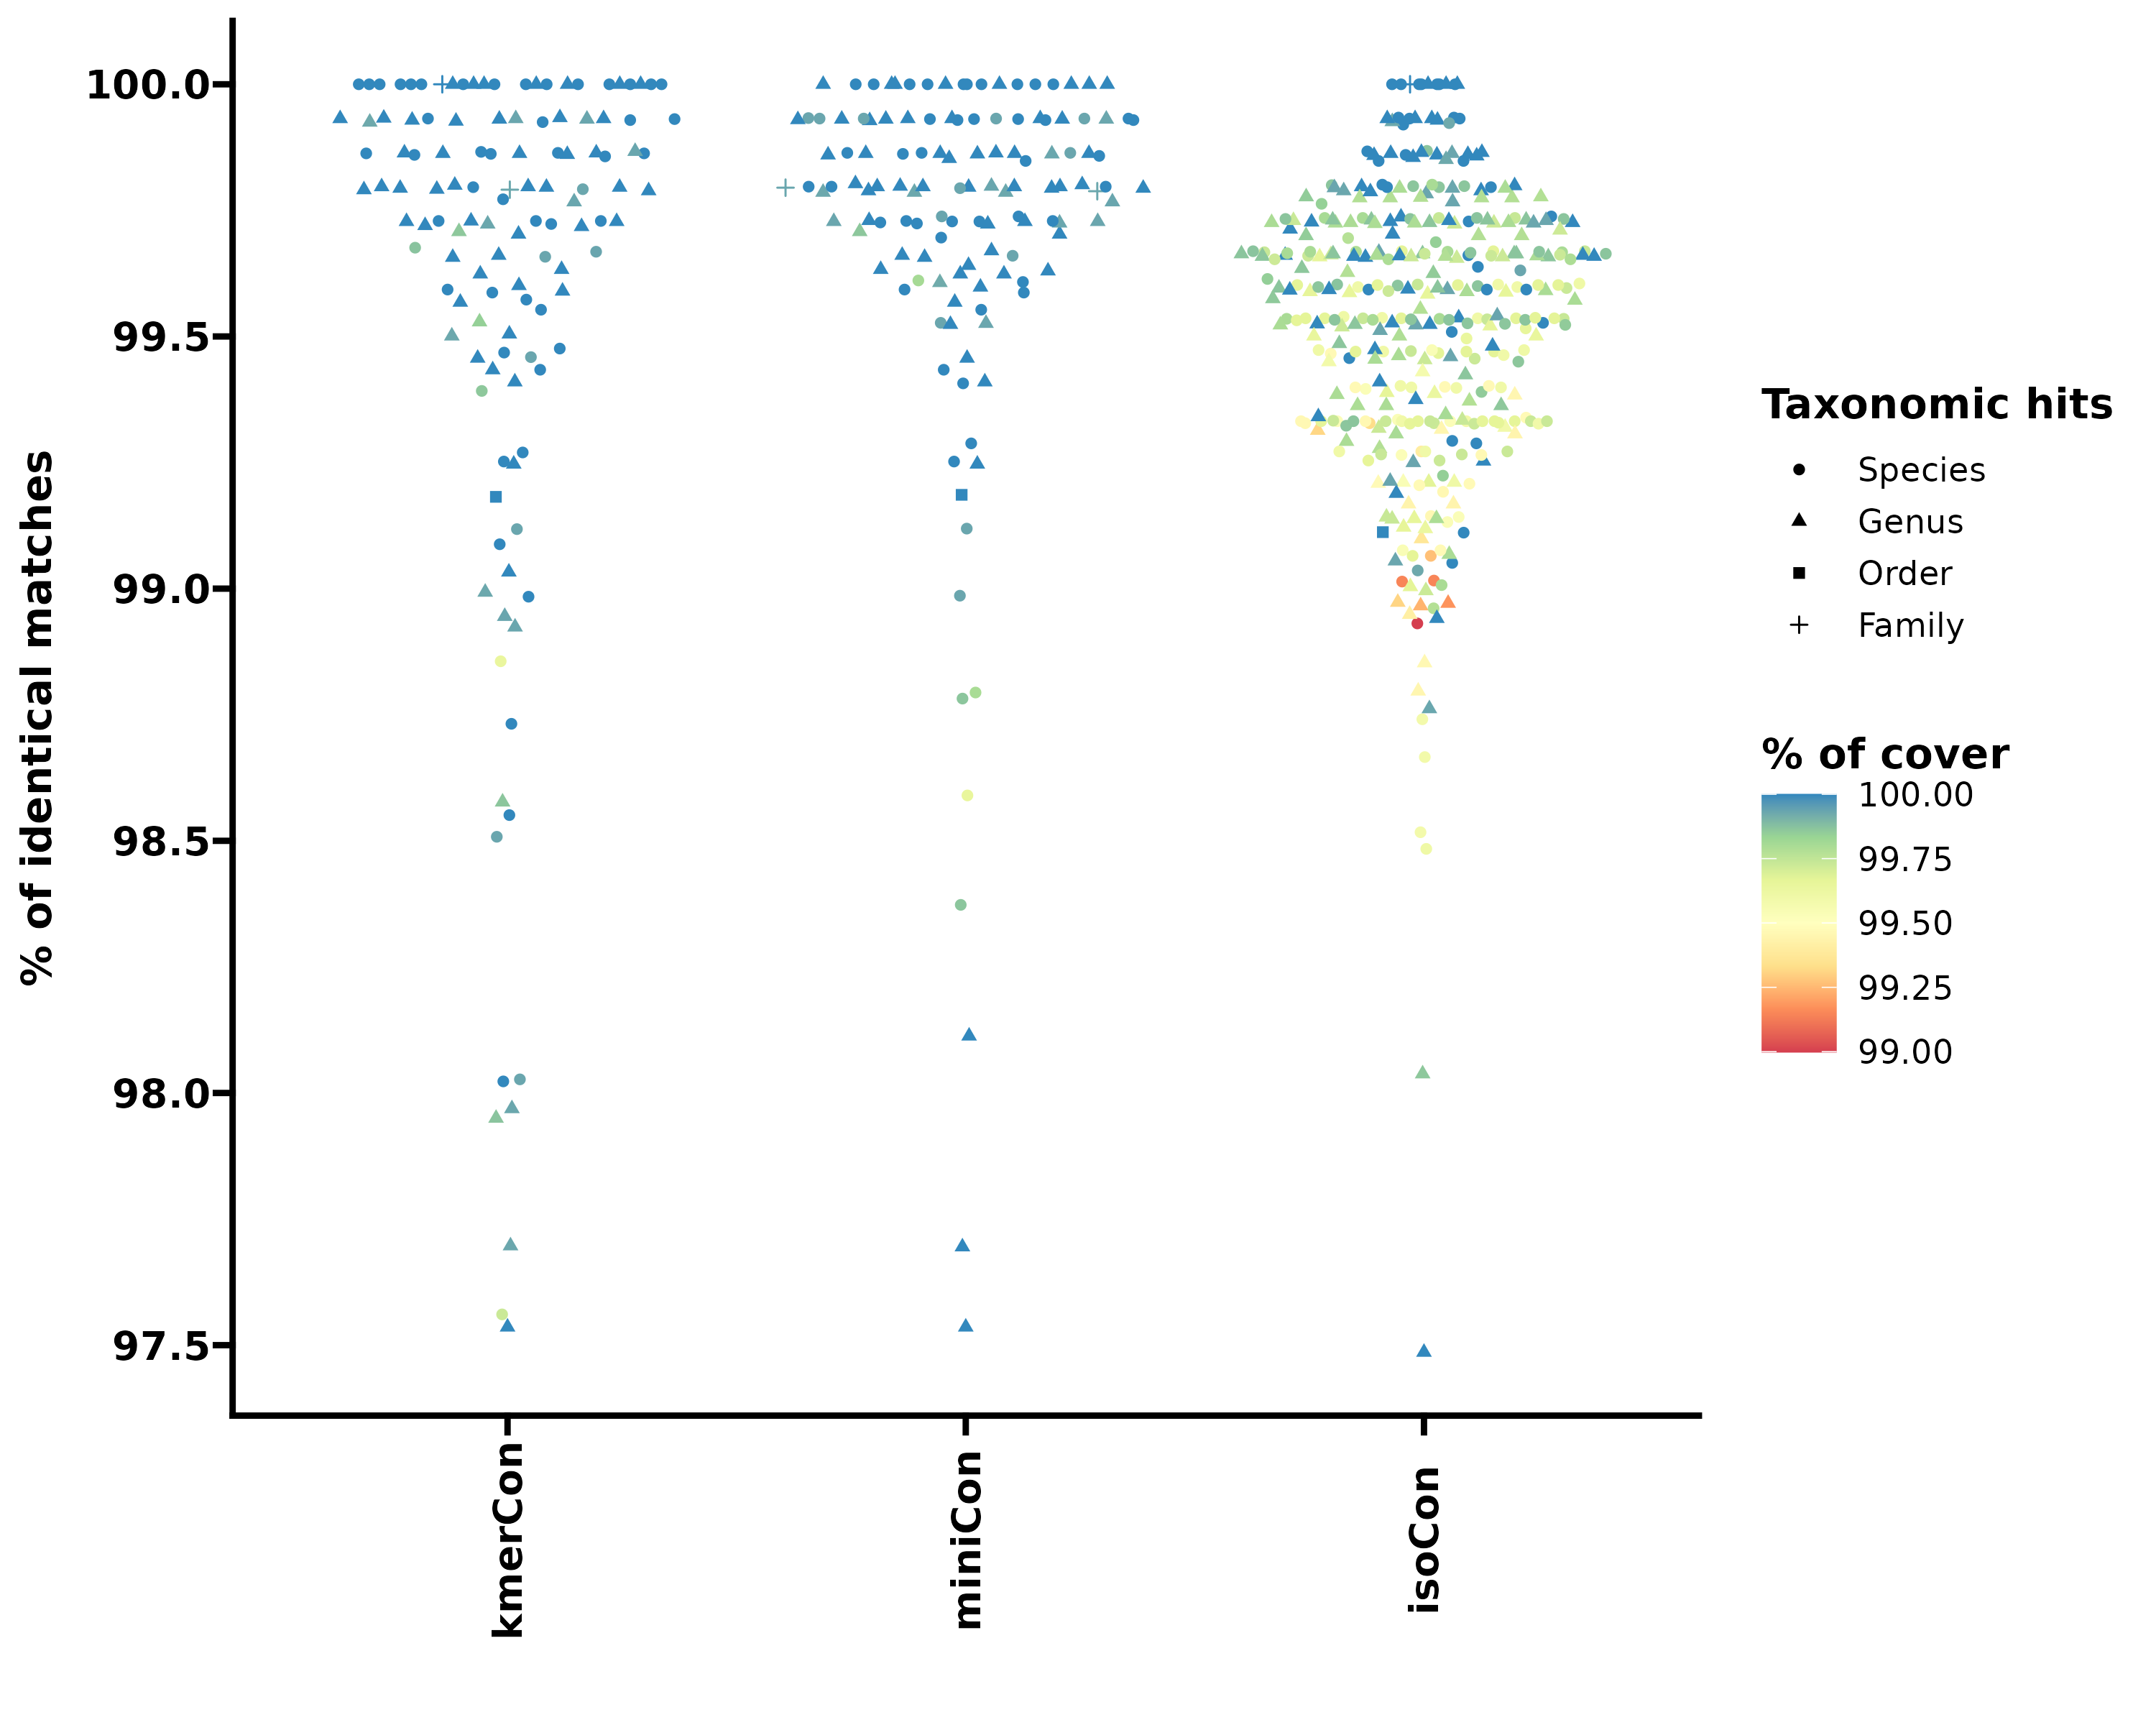 % of identical matches
100.0
99.5
99.0
98.5
98.0
97.5
kmerCon
miniCon
isoCon
Taxonomic hits
Species
Genus
Order
Family
% of cover
100.00
99.75
99.50
99.25
99.00